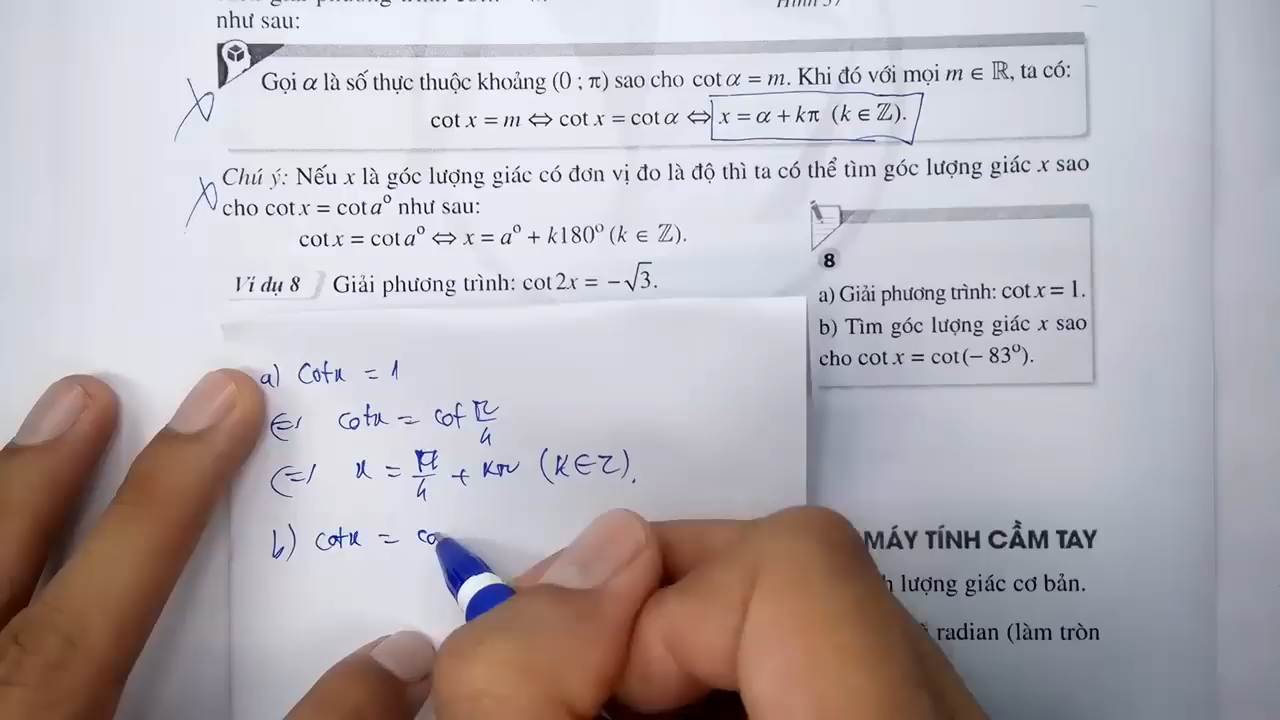 như sau:
Gọi α là số thực thuộc khoảng (0 ; π) sao cho cot α = m. Khi đó với mọi m ∈ ℝ, ta có:
cot x = m ⇔ cot x = cot α ⇔ x = α + kπ (k ∈ ℤ).
Chú ý: Nếu x là góc lượng giác có đơn vị đo là độ thì ta có thể tìm góc lượng giác x sao
cho cot x = cot a° như sau:
cot x = cot a° ⇔ x = a° + k180° (k ∈ ℤ).
Ví dụ 8 Giải phương trình: cot 2x = −√3.
8
a) Giải phương trình: cot x = 1.
b) Tìm góc lượng giác x sao
cho cot x = cot(− 83°).
a) cotx = 1
⇔ cotx = cot π/4
⇔ x = π/4 + kπ (k ∈ Z).
b) cotx = co
MÁY TÍNH CẦM TAY
lượng giác cơ bản.
radian (làm tròn